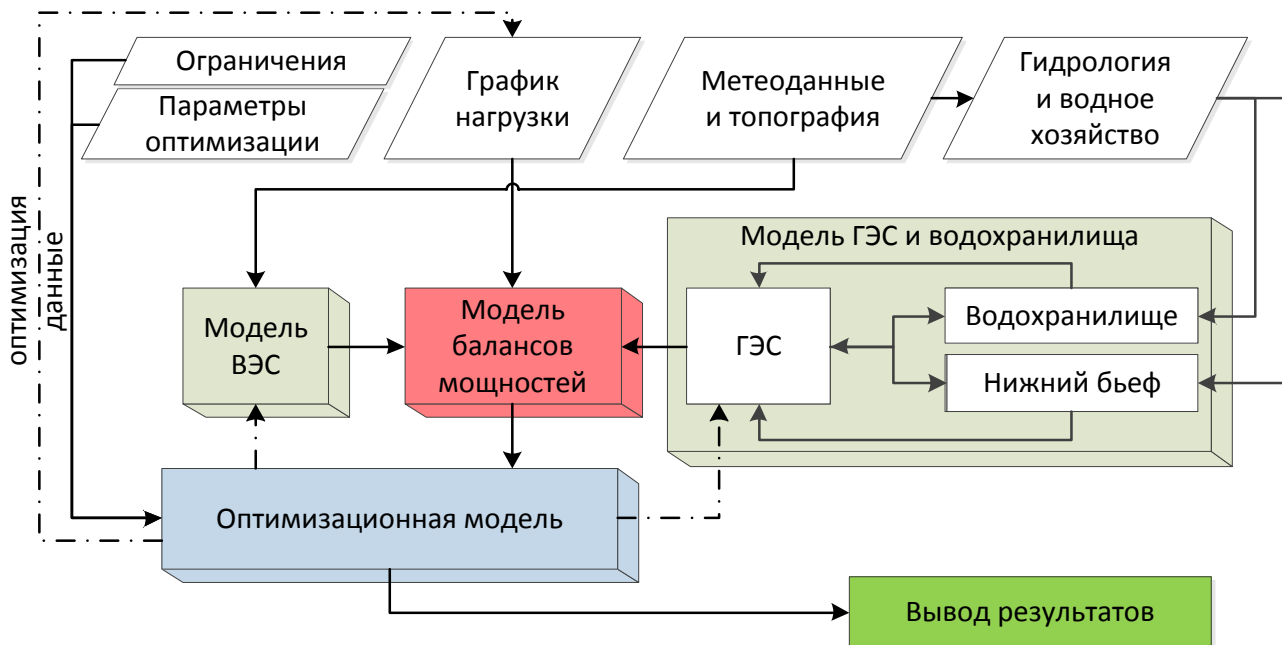 Ограничения
Параметры
оптимизации
График
нагрузки
Метеоданные
и топография
Гидрология
и водное
хозяйство
оптимизация
данные
Модель ГЭС и водохранилища
Модель
ВЭС
Модель
балансов
мощностей
ГЭС
Водохранилище
Нижний бьеф
Оптимизационная модель
Вывод результатов